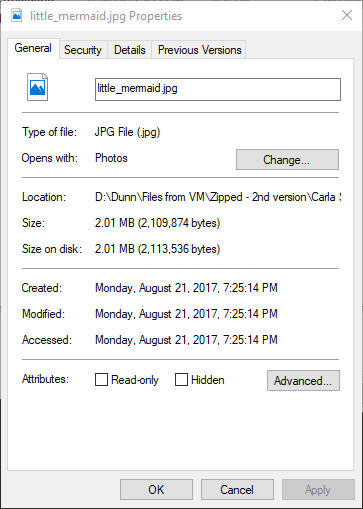 little_mermaid.jpg Properties
General Security Details Previous Versions
little_mermaid.jpg
Type of file: JPG File (.jpg)
Opens with: Photos Change...
Location: D:\Dunn\Files from VM\Zipped - 2nd version\Carla
Size: 2.01 MB (2,109,874 bytes)
Size on disk: 2.01 MB (2,113,536 bytes)
Created: Monday, August 21, 2017, 7:25:14 PM
Modified: Monday, August 21, 2017, 7:25:14 PM
Accessed: Monday, August 21, 2017, 7:25:14 PM
Attributes: Read-only Hidden Advanced...
OK Cancel Apply